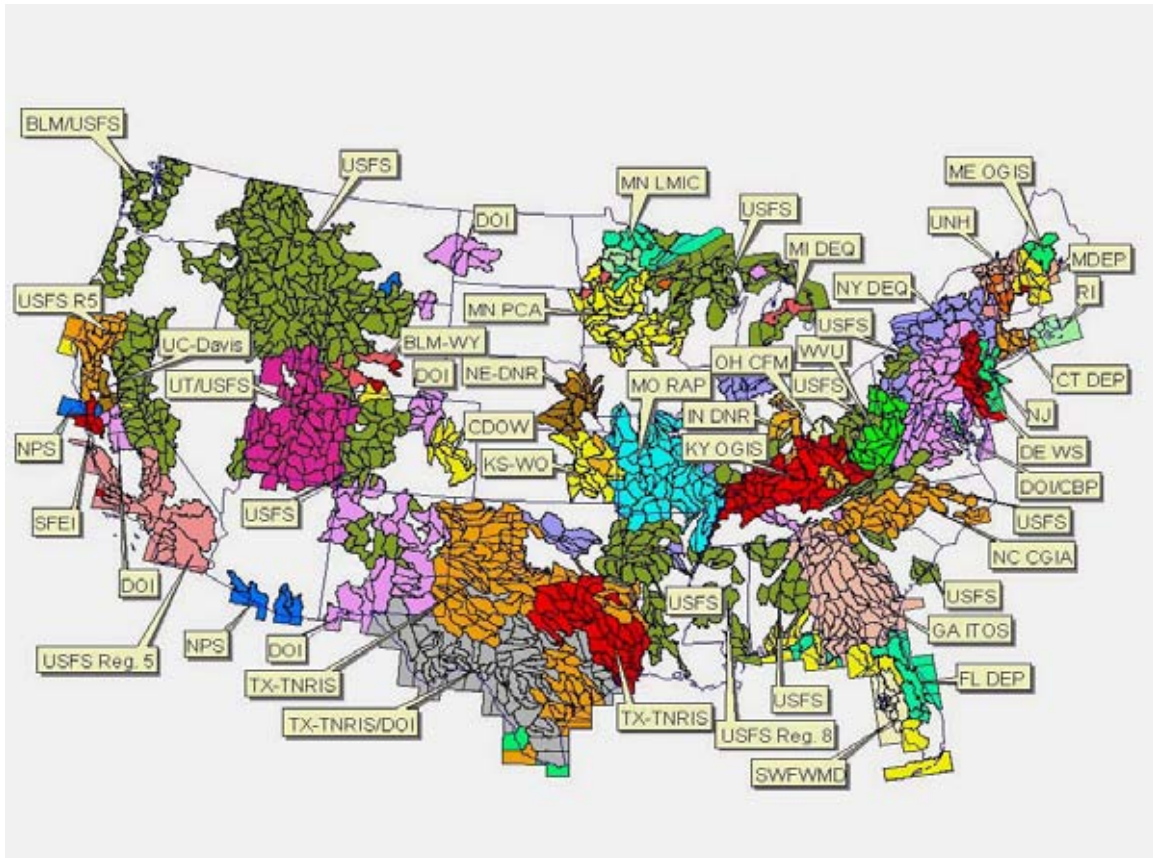 BLM/USFS
USFS
MN LMIC
DOI
USFS
ME OGIS
UNH
MI DEQ
MDEP
NY DEQ
RI
MN PCA
USFS R5
USFS
UC-Davis
BLM-WY
OH CFM
WVU
UT/USFS
DOI
NE-DNR
MO RAP
USFS
CT DEP
IN DNR
NJ
CDOW
NPS
KY OGIS
DE WS
KS-WO
DOI/CBP
SFEI
USFS
USFS
NC CGIA
DOI
USFS
USFS
GA ITOS
NPS
DOI
USFS Reg. 5
FL DEP
TX-TNRIS
USFS
TX-TNRIS/DOI
TX-TNRIS
USFS Reg. 8
SWFWMD